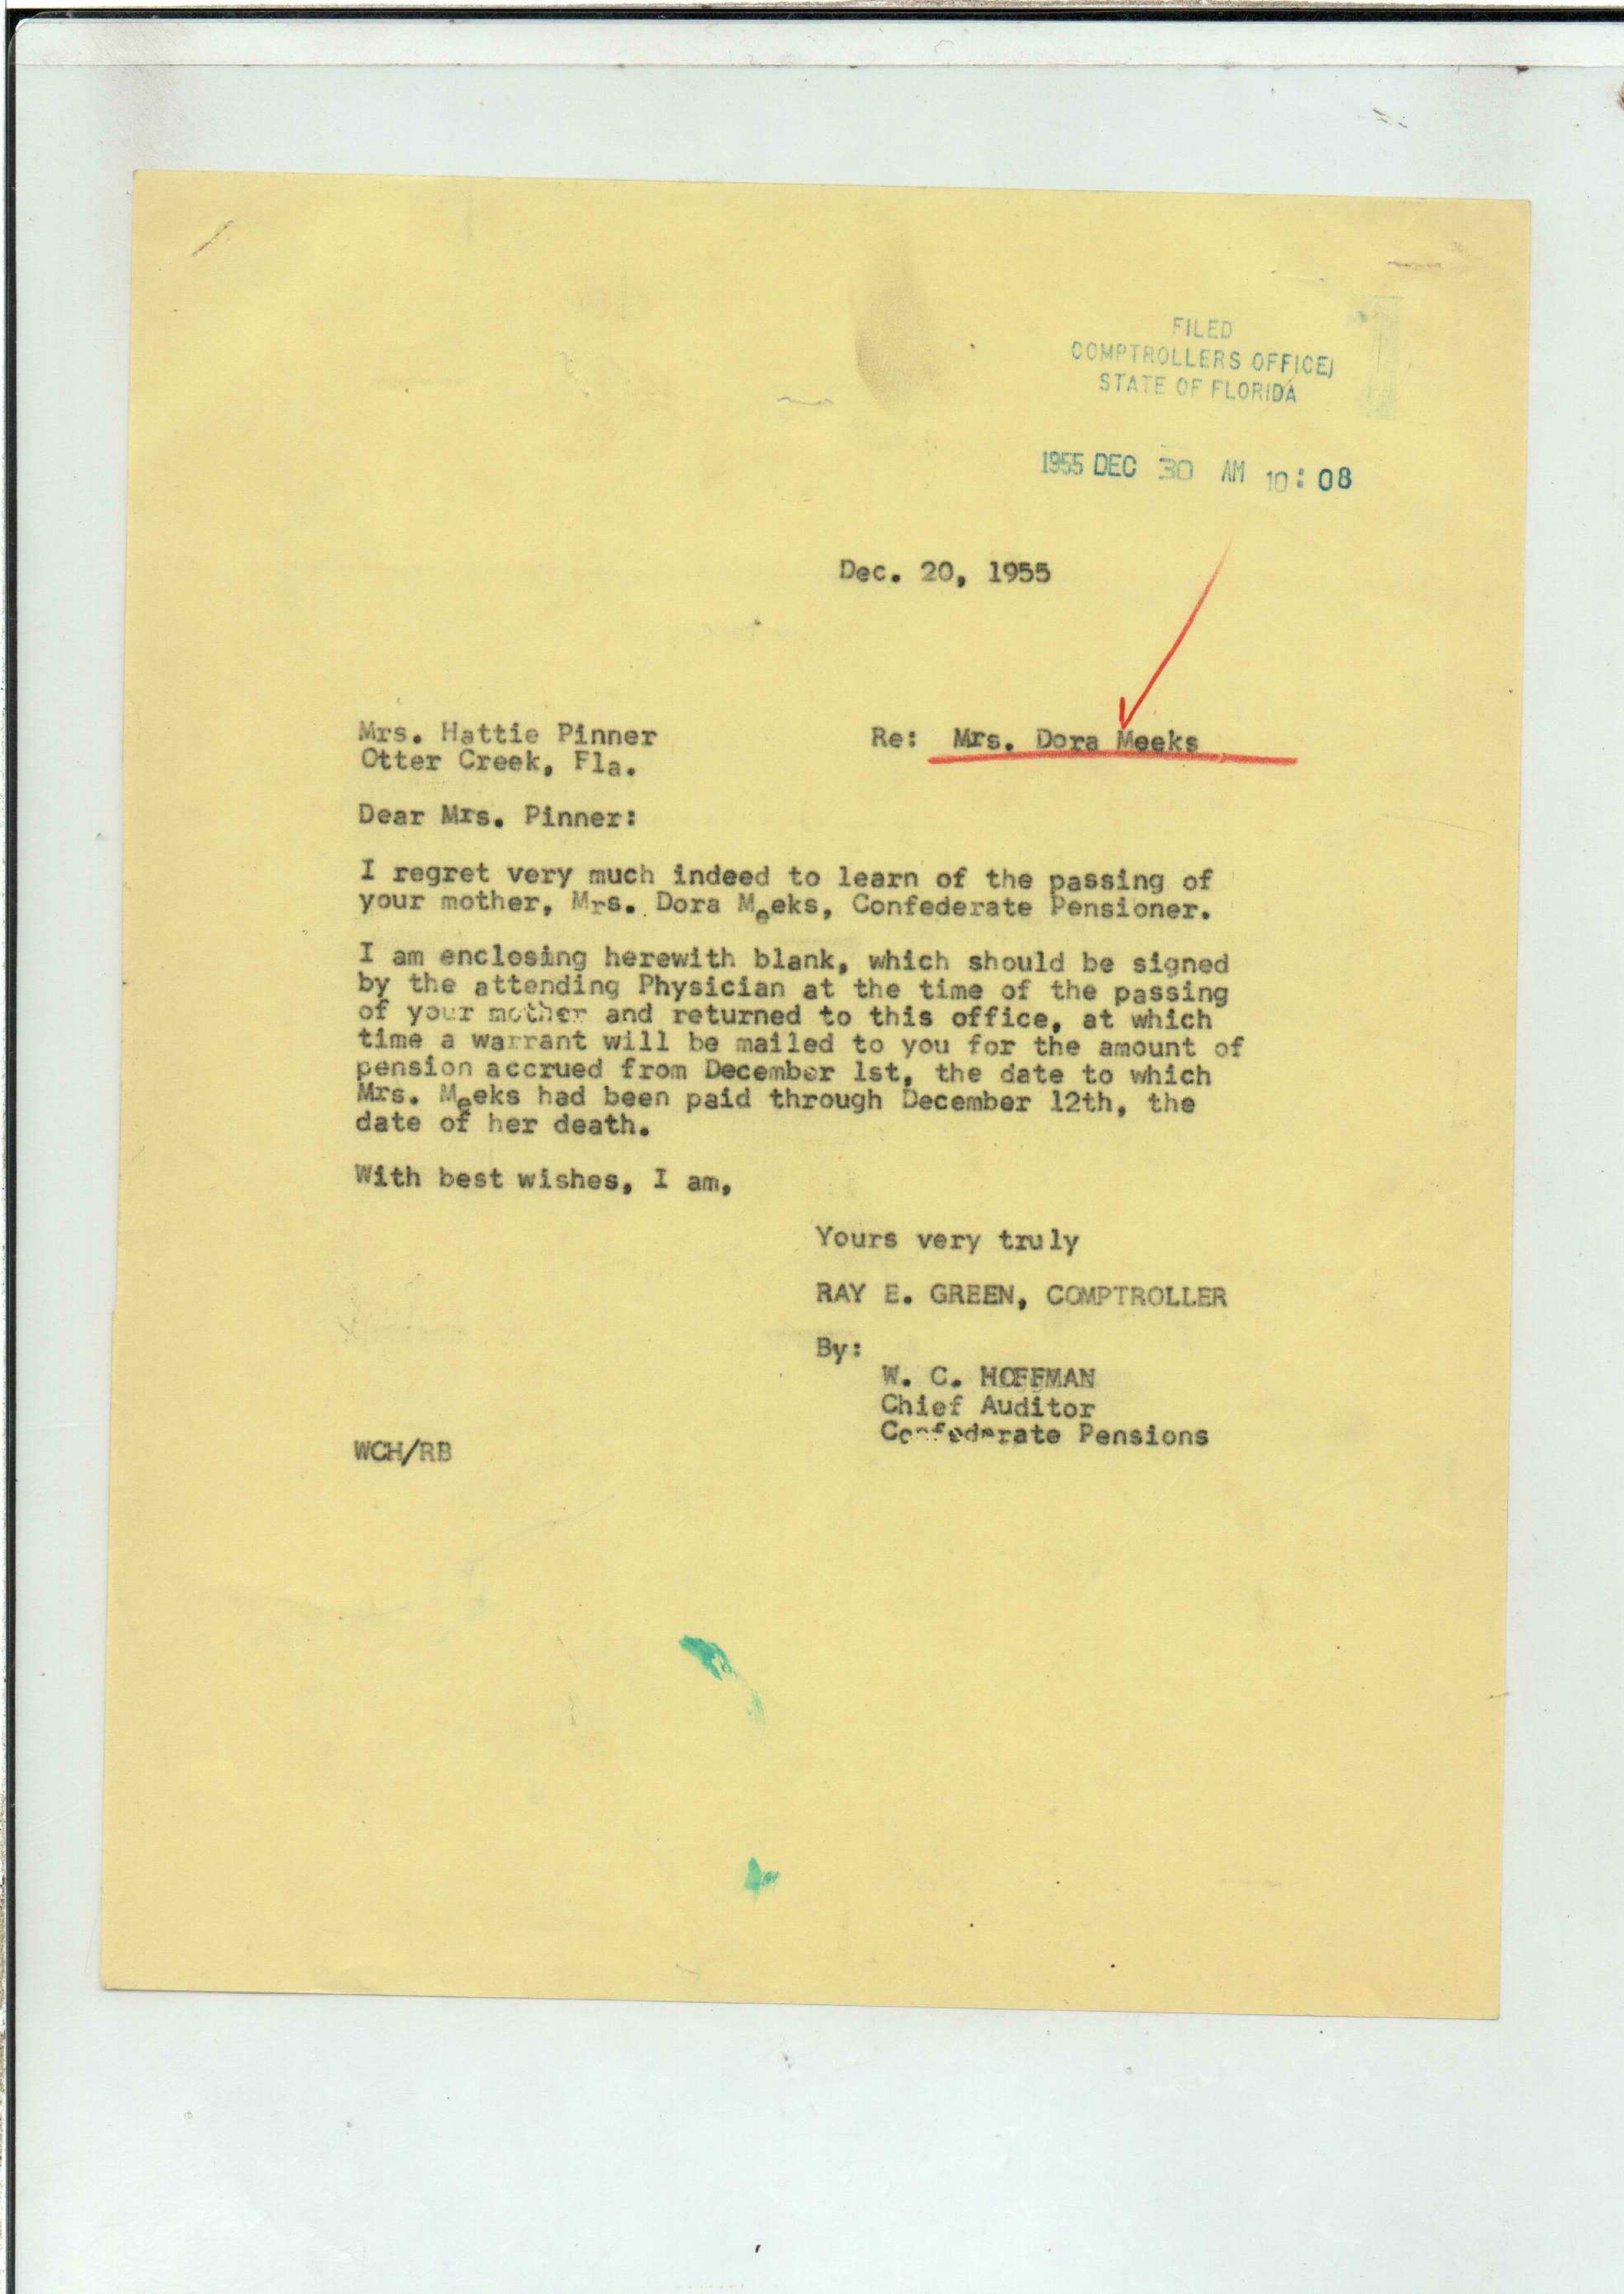 FILED
COMPTROLLERS OFFICE
STATE OF FLORIDA
1955 DEC 30 AM 10:08
Dec. 20, 1955
Mrs. Hattie Pinner
Re: Mrs. Dora Meeks
Otter Creek, Fla.
Dear Mrs. Pinner:
I regret very much indeed to learn of the passing of
your mother, Mrs. Dora Meeks, Confederate Pensioner.
I am enclosing herewith blank, which should be signed
by the attending Physician at the time of the passing
of your mother and returned to this office, at which
time a warrant will be mailed to you for the amount of
pension accrued from December 1st, the date to which
Mrs. Meeks had been paid through December 12th, the
date of her death.
With best wishes, I am,
Yours very truly
RAY E. GREEN, COMPTROLLER
By:
W. C. HOFFMAN
Chief Auditor
Confederate Pensions
WCH/RB